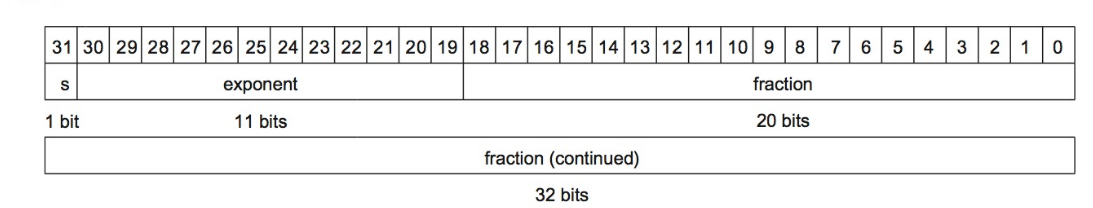 31 30 29 28 27 26 25 24 23 22 21 20 19 18 17 16 15 14 13 12 11 10 9 8 7 6 5 4 3 2 1 0
s exponent fraction
1 bit 11 bits 20 bits
fraction (continued)
32 bits